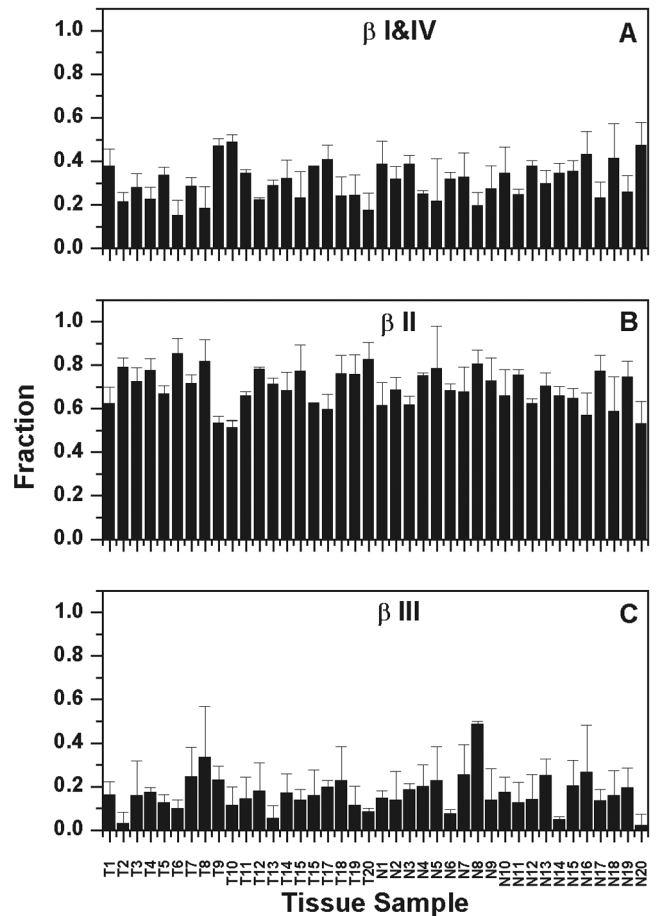 β I&IV
A
1.0
0.8
0.6
0.4
0.2
0.0
β II
B
1.0
0.8
0.6
0.4
0.2
0.0
Fraction
β III
C
1.0
0.8
0.6
0.4
0.2
0.0
T1 T2 T3 T4 T5 T6 T7 T8 T9 T10 T11 T12 T13 T14 T15 T15 T17 T18 T19 T20 N1 N2 N3 N4 N5 N6 N7 N8 N9 N10 N11 N12 N13 N14 N15 N16 N17 N18 N19 N20
Tissue Sample